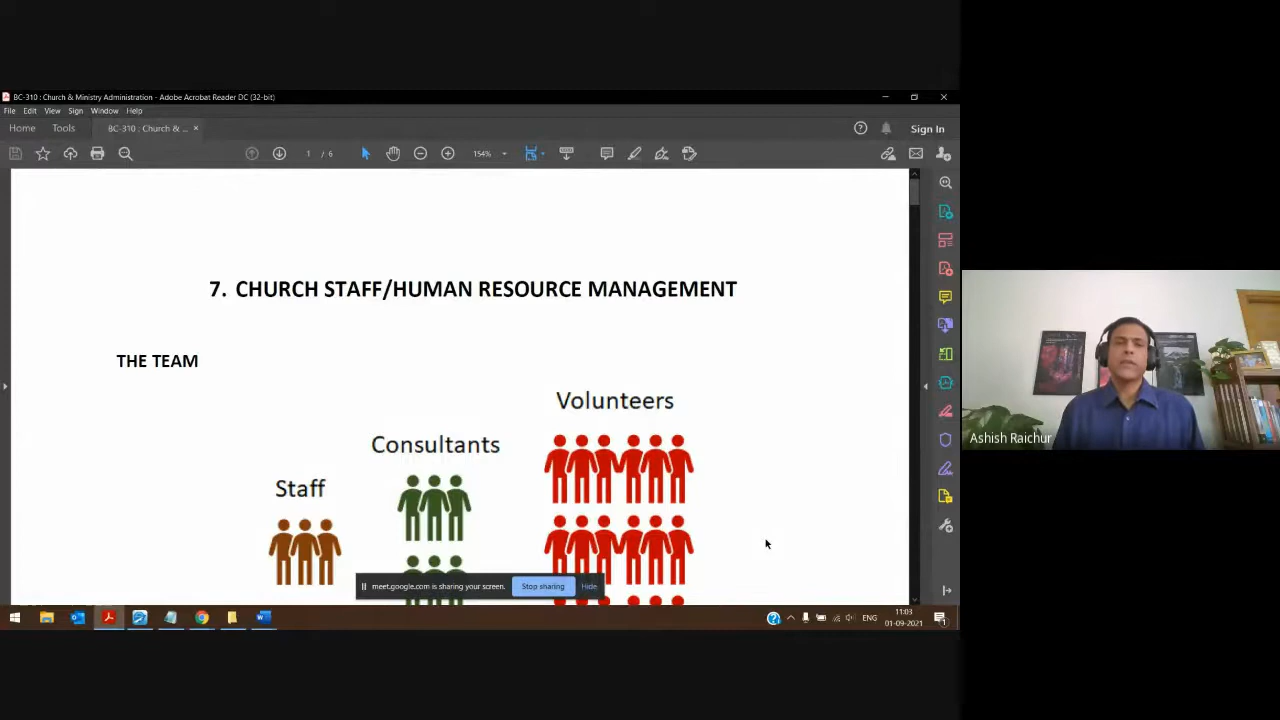 BC-310 : Church & Ministry Administration - Adobe Acrobat Reader DC (32-bit)
File Edit View Sign Window Help
Home Tools BC-310 : Church & ... × Sign In
1 / 6 154%
7. CHURCH STAFF/HUMAN RESOURCE MANAGEMENT
THE TEAM
Volunteers
Consultants
Staff
Ashish Raichur
meet.google.com is sharing your screen. Stop sharing Hide
ENG 11:03
01-09-2021